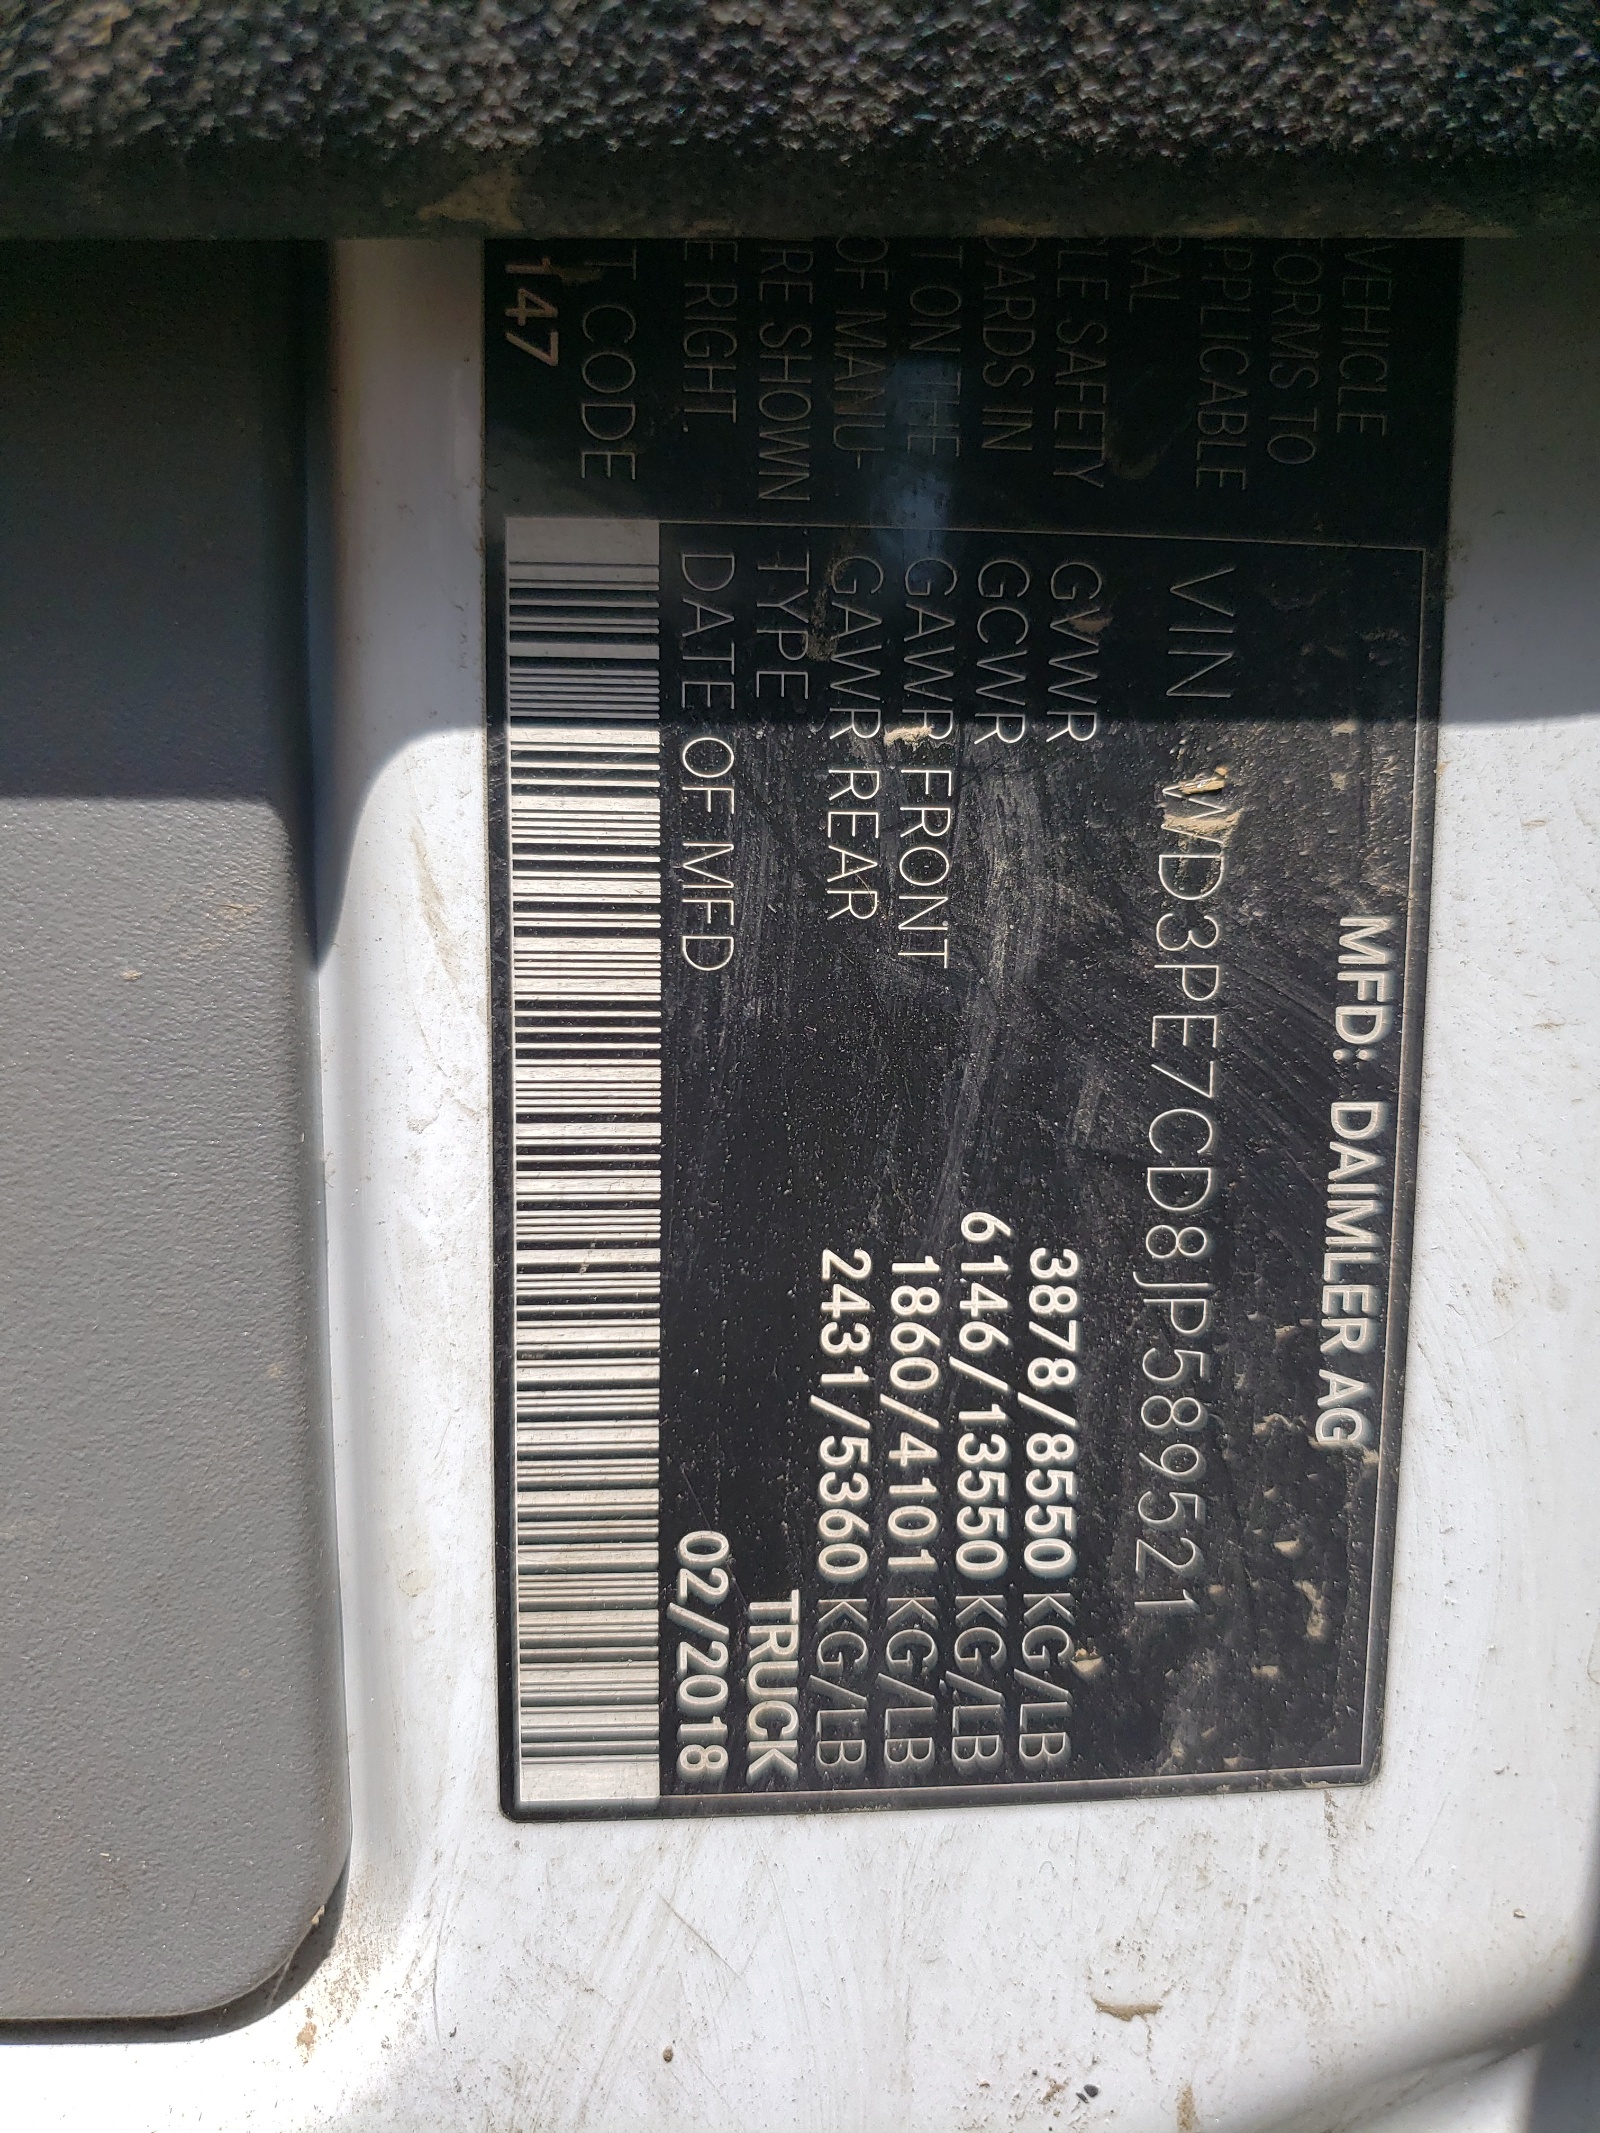 VEHICLE
ORMS TO
PPLICABLE
RAL
LE SAFETY
DARDS IN
T ON THE
OF MANU-
RE SHOWN
E RIGHT.
T CODE
147
MFD: DAIMLER AG
VIN WD3PE7CD8JP589521
GVWR 3878/8550 KG/LB
GCWR 6146/13550 KG/LB
GAWR FRONT 1860/4101 KG/LB
GAWR REAR 2431/5360 KG/LB
TYPE TRUCK
DATE OF MFD 02/2018